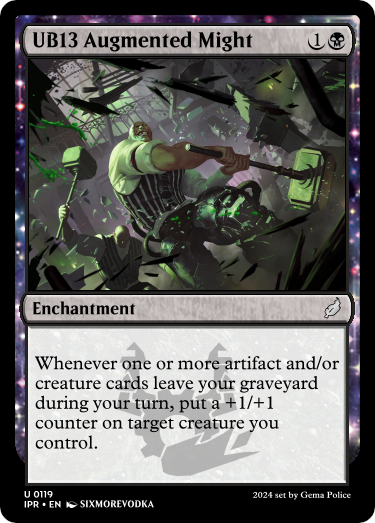 UB13 Augmented Might
1
Enchantment
Whenever one or more artifact and/or
creature cards leave your graveyard
during your turn, put a +1/+1
counter on target creature you
control.
U 0119
IPR • EN SIXMOREVODKA
2024 set by Gema Police